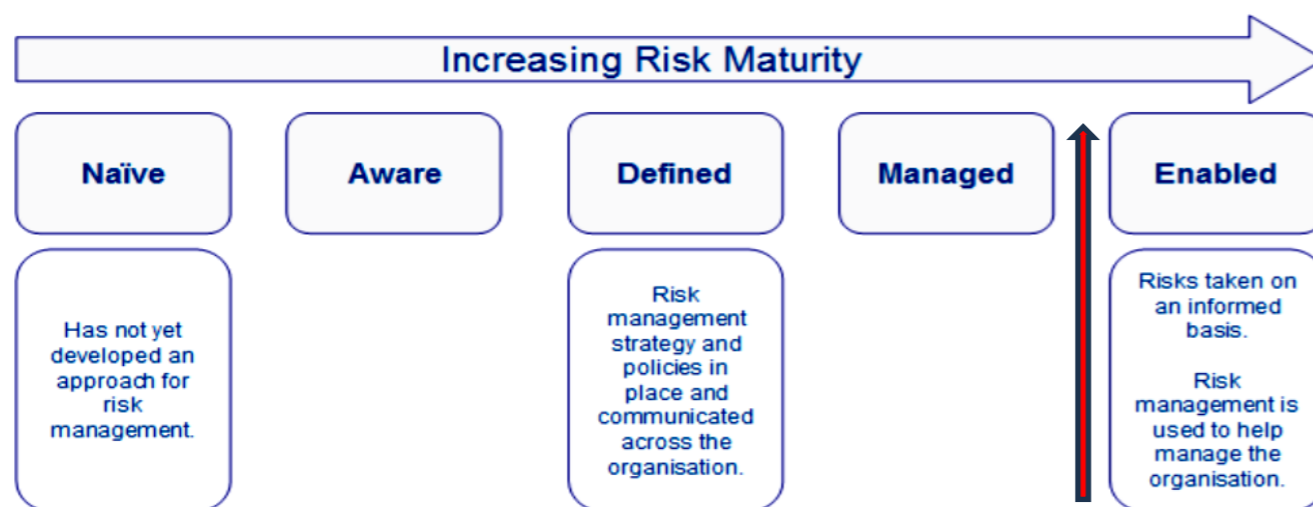 Increasing Risk Maturity
Naïve
Aware
Defined
Managed
Enabled
Has not yet
developed an
approach for
risk
management.
Risk
management
strategy and
policies in
place and
communicated
across the
organisation.
Risks taken on
an informed
basis.
Risk
management is
used to help
manage the
organisation.